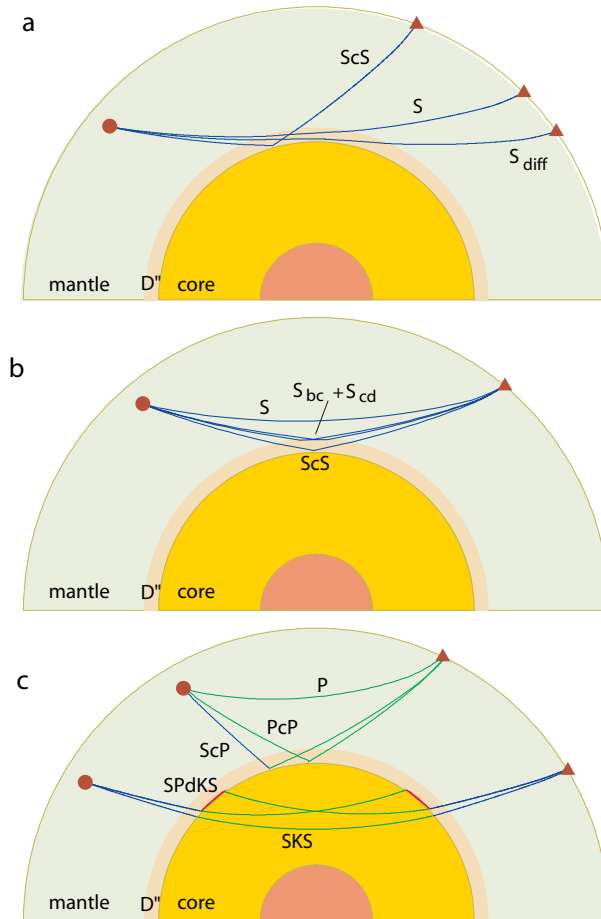 a
ScS
S
S diff
mantle D" core
b
S bc + S cd
S
ScS
mantle D" core
c
P
PcP
ScP
SPdKS
SKS
mantle D" core